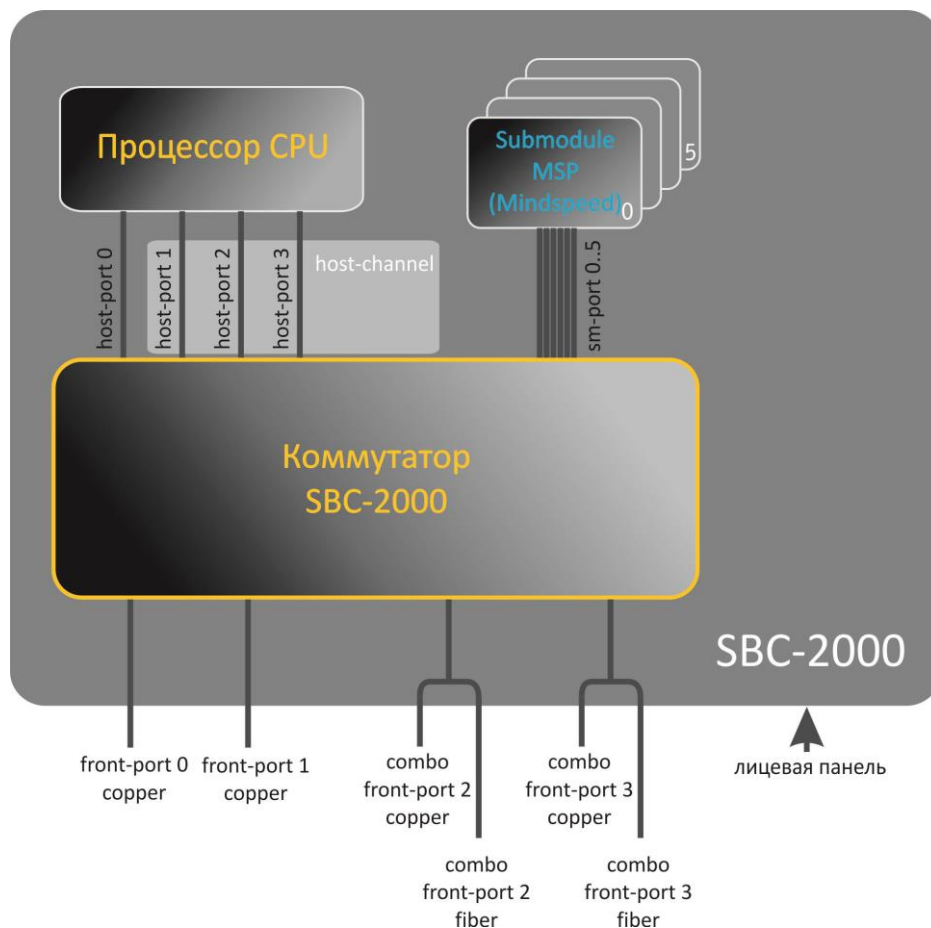 Процессор CPU
Submodule
MSP
(Mindspeed)
0
5
host-port 0
host-port 1
host-port 2
host-port 3
host-channel
sm-port 0..5
Коммутатор
SBC-2000
SBC-2000
front-port 0
copper
front-port 1
copper
combo
front-port 2
copper
combo
front-port 3
copper
лицевая панель
combo
front-port 2
fiber
combo
front-port 3
fiber